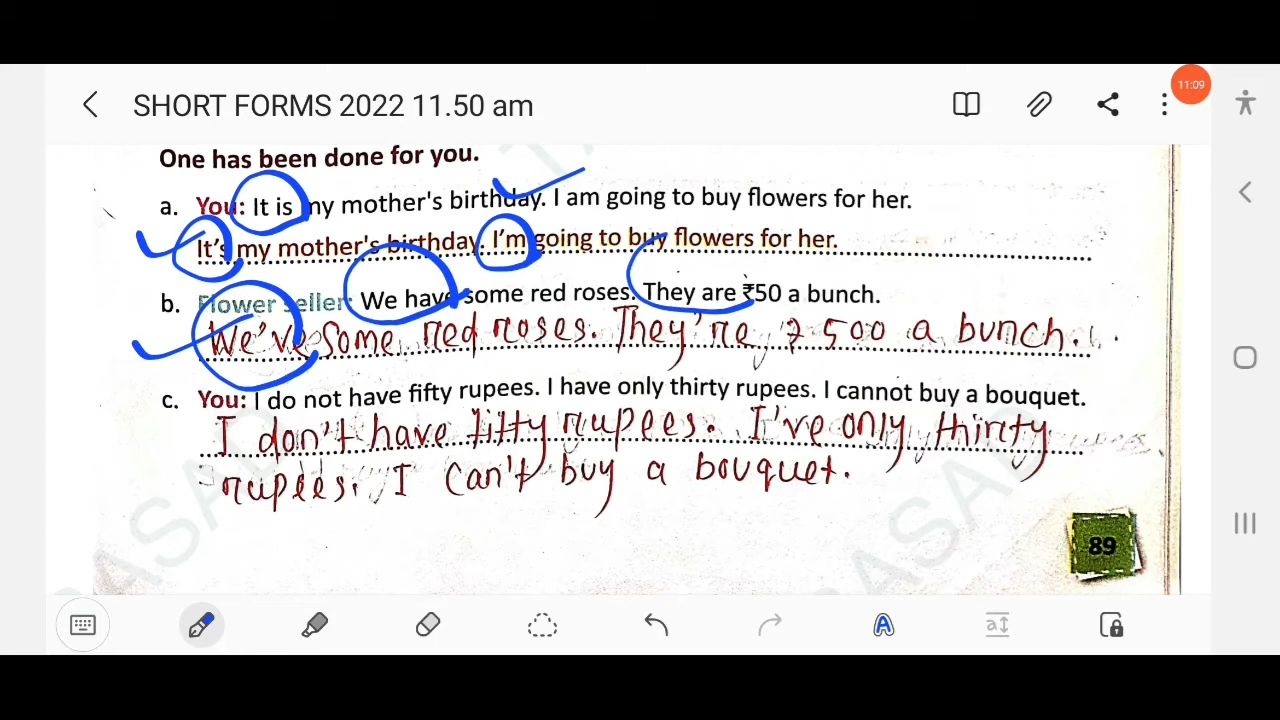 11:09
SHORT FORMS 2022 11.50 am
One has been done for you.
a. You: It is my mother's birthday. I am going to buy flowers for her.
It's my mother's birthday. I'm going to buy flowers for her.
b. Flower seller: We have some red roses. They are ₹50 a bunch.
We've some red roses. They're ₹ 500 a bunch.
c. You: I do not have fifty rupees. I have only thirty rupees. I cannot buy a bouquet.
I don't have fifty rupees. I've only thirty
rupees. I can't buy a bouquet.
89